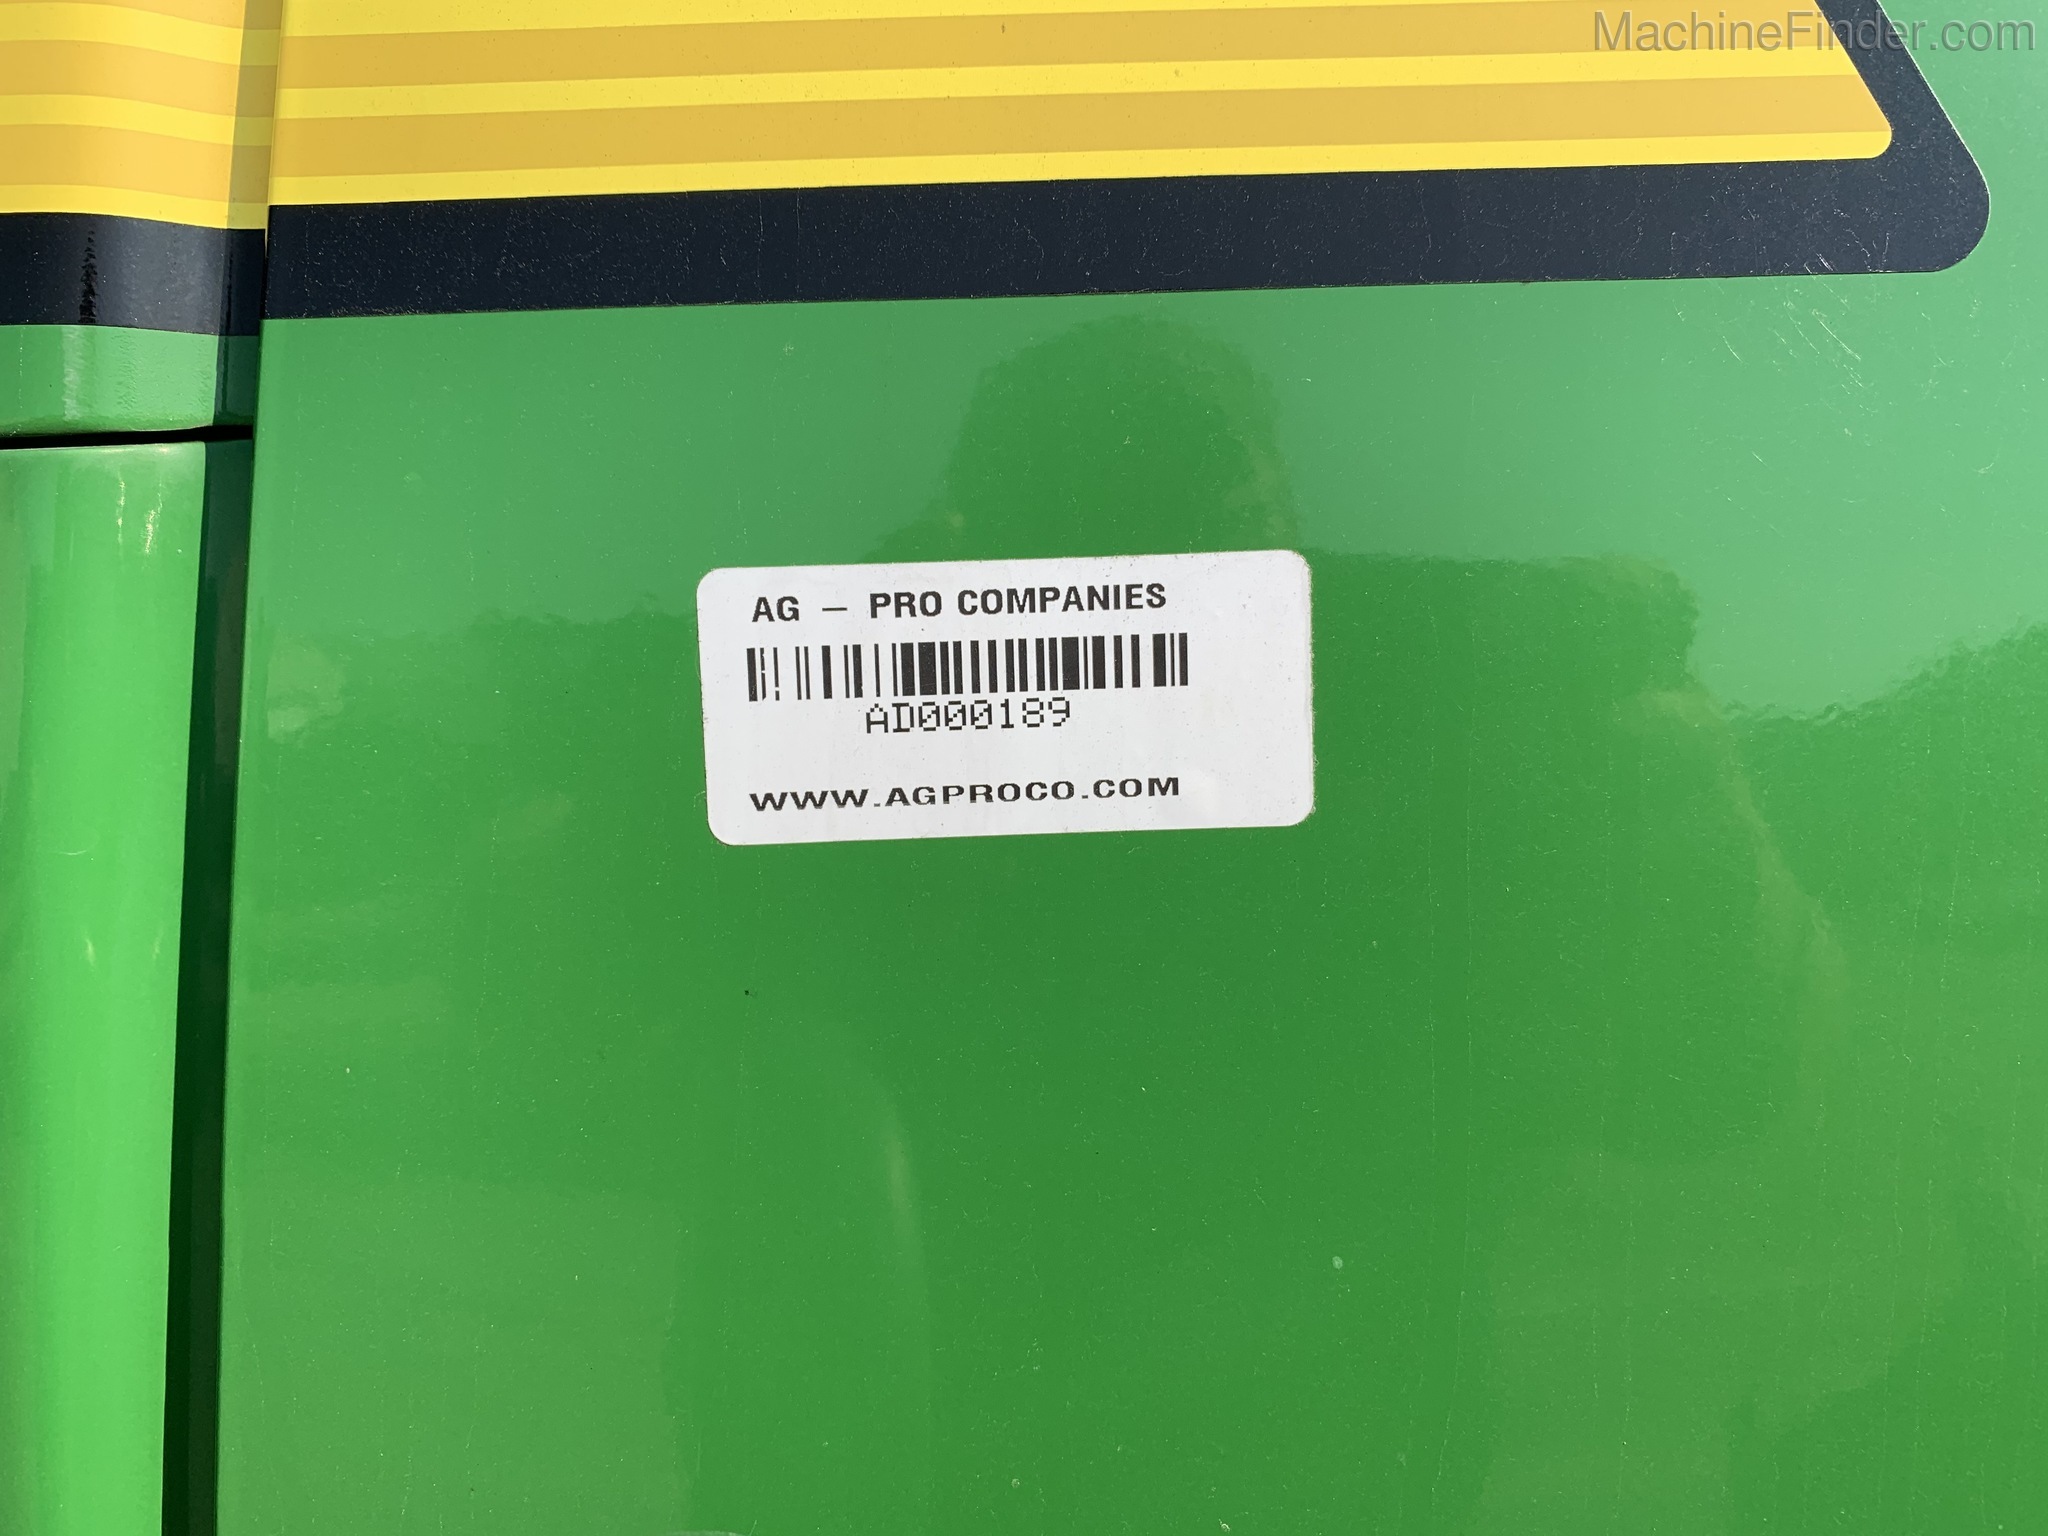 MachineFinder.com
AG – PRO COMPANIES
AD000189
WWW.AGPROCO.COM